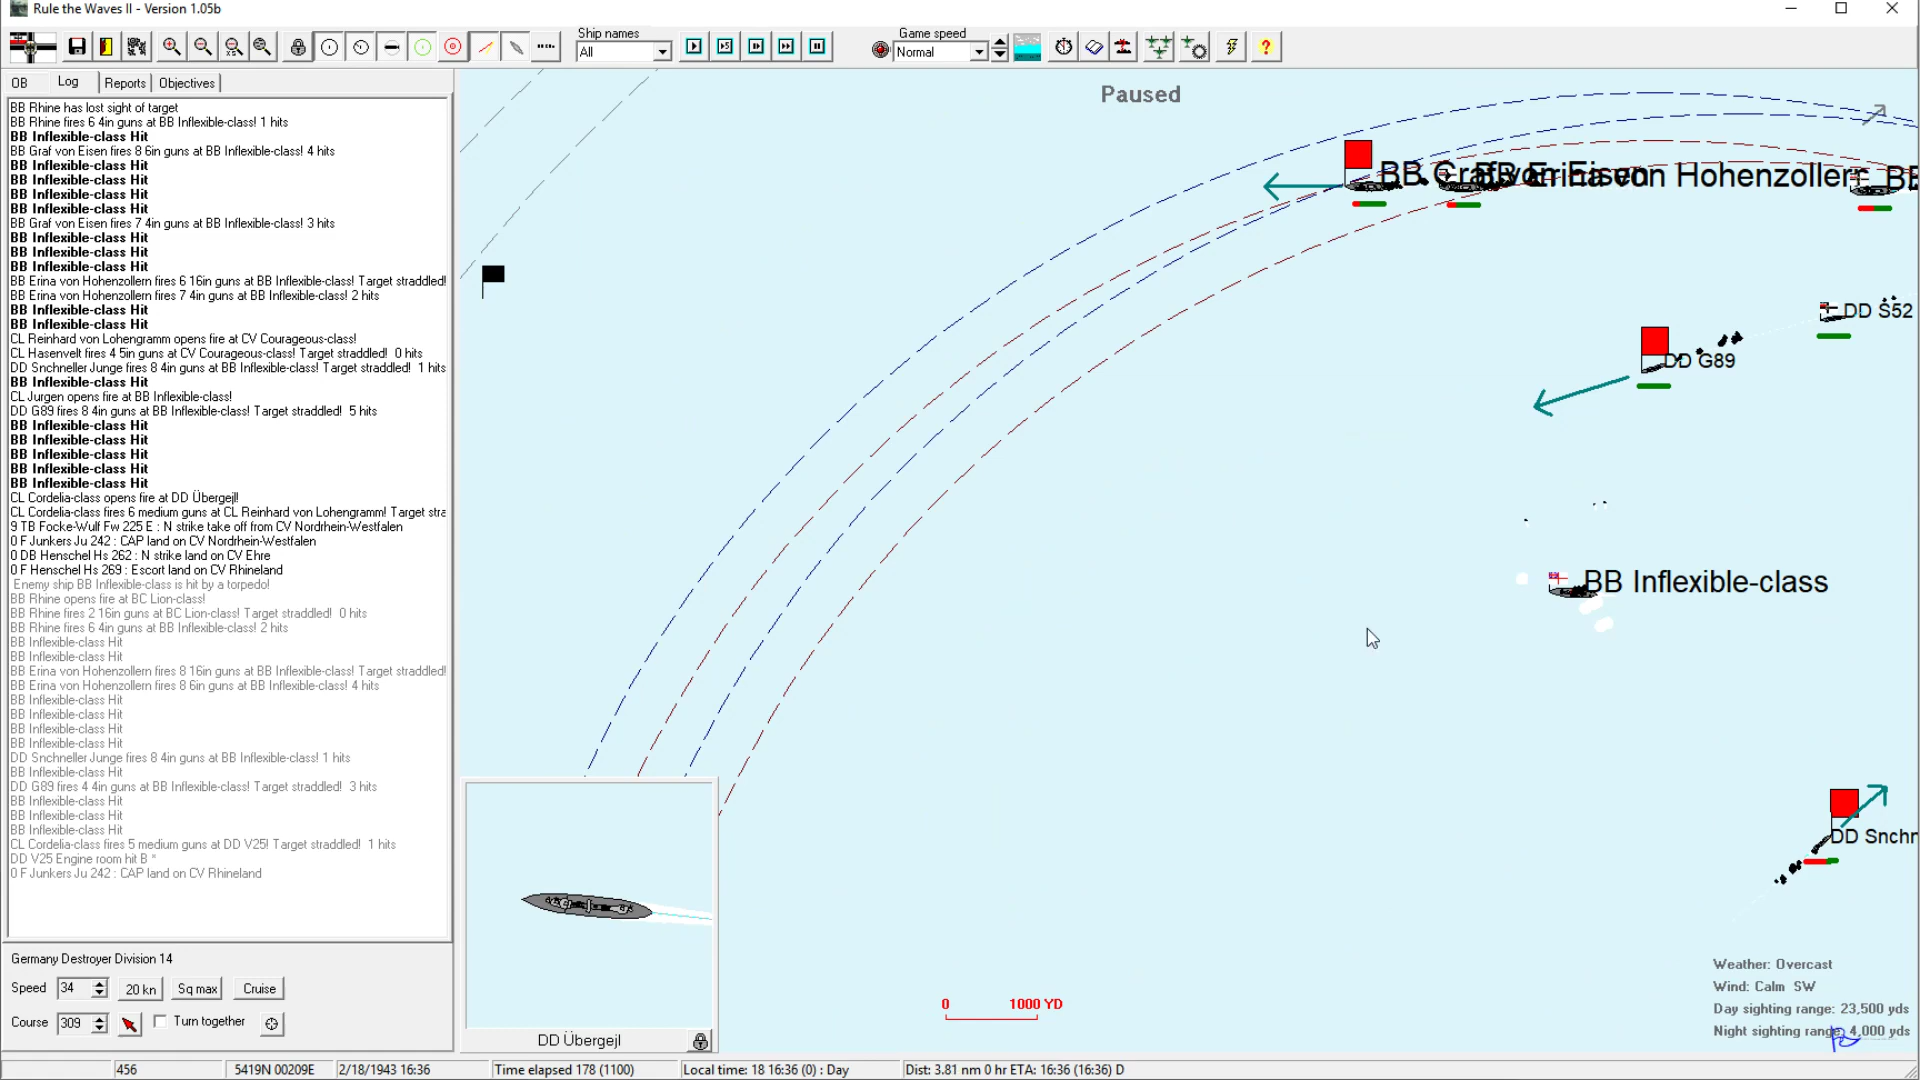 Rule the Waves II - Version 1.05b
Ship names
All
Game speed
Normal
OB
Log
Reports
Objectives
BB Rhine has lost sight of target
BB Rhine fires 6 4in guns at BB Inflexible-class! 1 hits
BB Inflexible-class Hit
BB Graf von Eisen fires 8 6in guns at BB Inflexible-class! 4 hits
BB Inflexible-class Hit
BB Inflexible-class Hit
BB Inflexible-class Hit
BB Inflexible-class Hit
BB Graf von Eisen fires 7 4in guns at BB Inflexible-class! 3 hits
BB Inflexible-class Hit
BB Inflexible-class Hit
BB Inflexible-class Hit
BB Erina von Hohenzollern fires 6 16in guns at BB Inflexible-class! Target straddled!
BB Erina von Hohenzollern fires 7 4in guns at BB Inflexible-class! 2 hits
BB Inflexible-class Hit
BB Inflexible-class Hit
CL Reinhard von Lohengramm opens fire at CV Courageous-class!
CL Hasenvelt fires 4 5in guns at CV Courageous-class! Target straddled! 0 hits
DD Snchneller Junge fires 8 4in guns at BB Inflexible-class! Target straddled! 1 hits
BB Inflexible-class Hit
CL Jurgen opens fire at BB Inflexible-class!
DD G89 fires 8 4in guns at BB Inflexible-class! Target straddled! 5 hits
BB Inflexible-class Hit
BB Inflexible-class Hit
BB Inflexible-class Hit
BB Inflexible-class Hit
BB Inflexible-class Hit
CL Cordelia-class opens fire at DD Übergejl!
CL Cordelia-class fires 6 medium guns at CL Reinhard von Lohengramm! Target stra
9 TB Focke-Wulf Fw 225 E : N strike take off from CV Nordrhein-Westfalen
0 F Junkers Ju 242 : CAP land on CV Nordrhein-Westfalen
0 DB Henschel Hs 262 : N strike land on CV Ehre
0 F Henschel Hs 269 : Escort land on CV Rhineland
Enemy ship BB Inflexible-class is hit by a torpedo!
BB Rhine opens fire at BC Lion-class!
BB Rhine fires 2 16in guns at BC Lion-class! Target straddled! 0 hits
BB Rhine fires 6 4in guns at BB Inflexible-class! 2 hits
BB Inflexible-class Hit
BB Inflexible-class Hit
BB Erina von Hohenzollern fires 8 16in guns at BB Inflexible-class! Target straddled!
BB Erina von Hohenzollern fires 8 6in guns at BB Inflexible-class! 4 hits
BB Inflexible-class Hit
BB Inflexible-class Hit
BB Inflexible-class Hit
BB Inflexible-class Hit
DD Snchneller Junge fires 8 4in guns at BB Inflexible-class! 1 hits
BB Inflexible-class Hit
DD G89 fires 4 4in guns at BB Inflexible-class! Target straddled! 3 hits
BB Inflexible-class Hit
BB Inflexible-class Hit
BB Inflexible-class Hit
CL Cordelia-class fires 5 medium guns at DD V25! Target straddled! 1 hits
DD V25 Engine room hit B *
0 F Junkers Ju 242 : CAP land on CV Rhineland
Paused
BB Graf von Eisen
BB Erina von Hohenzollern
DD S52
DD G89
BB Inflexible-class
DD Snchn
0 1000 YD
Weather: Overcast
Wind: Calm SW
Day sighting range: 23,500 yds
Night sighting range: 4,000 yds
DD Übergejl
Germany Destroyer Division 14
Speed 34 20 kn Sq max Cruise
Course 309 Turn together
456
5419N 00209E
2/18/1943 16:36
Time elapsed 178 (1100)
Local time: 18 16:36 (0) : Day
Dist: 3.81 nm 0 hr ETA: 16:36 (16:36) D